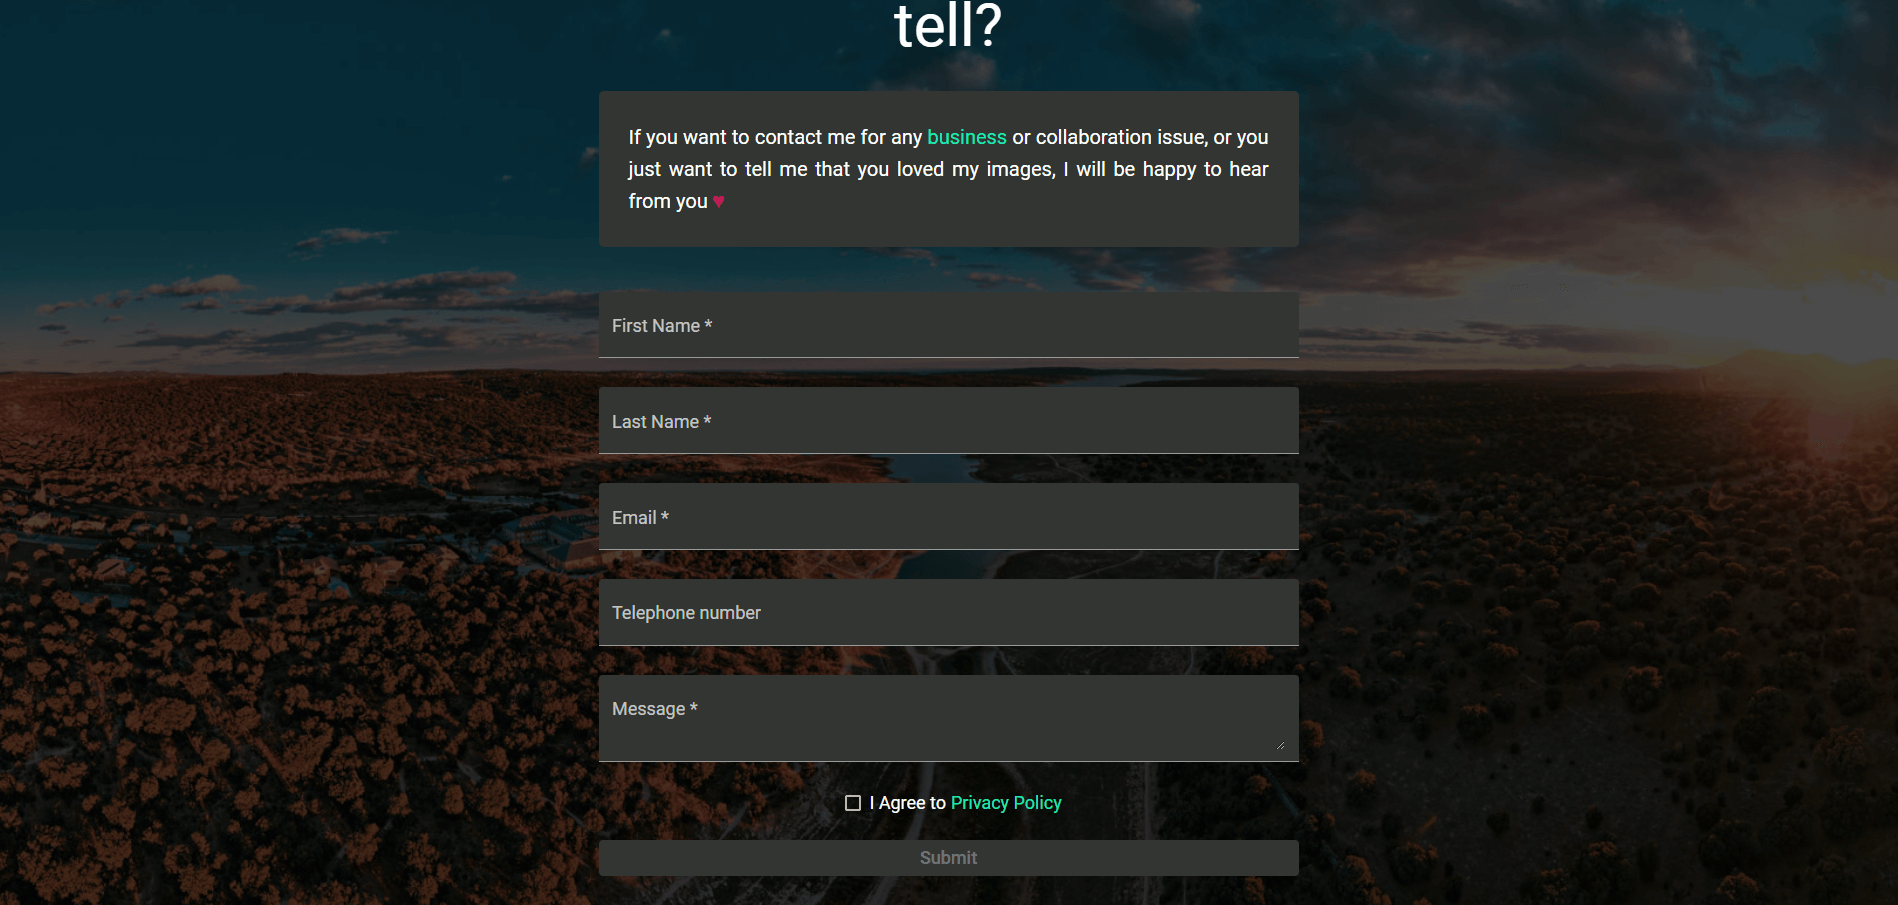 tell?
If you want to contact me for any business or collaboration issue, or you
just want to tell me that you loved my images, I will be happy to hear
from you ♥
First Name *
Last Name *
Email *
Telephone number
Message *
I Agree to Privacy Policy
Submit